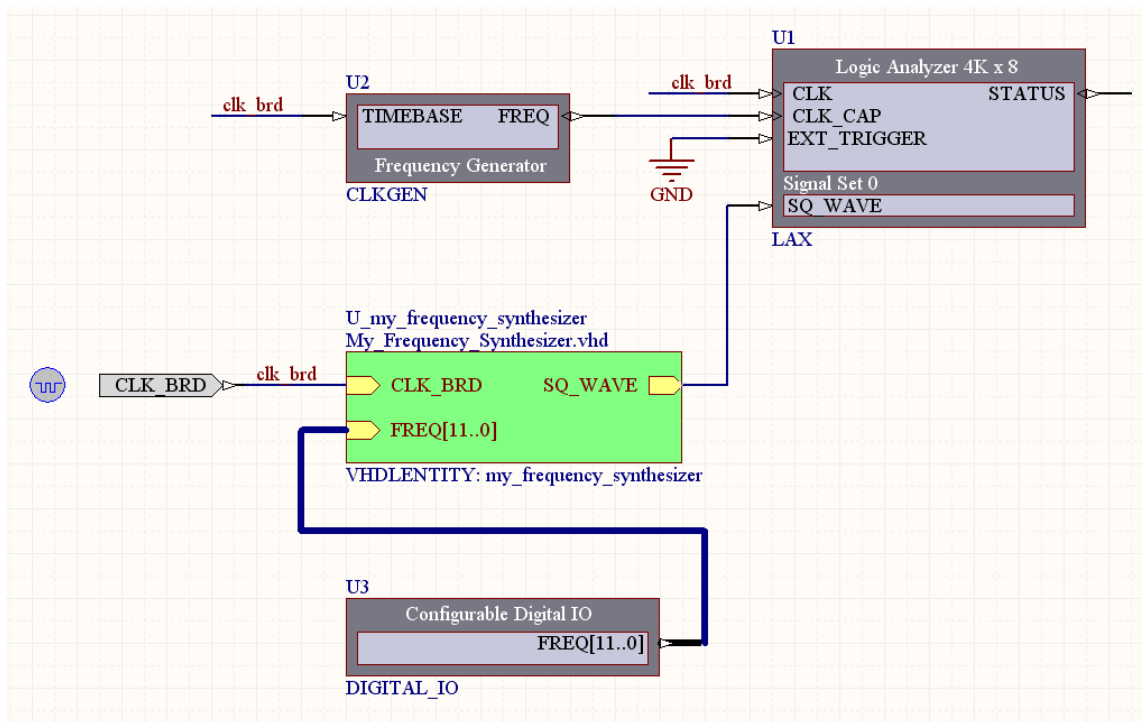 U1
Logic Analyzer 4K x 8
clk_brd
CLK
STATUS
CLK_CAP
EXT_TRIGGER
Signal Set 0
SQ_WAVE
LAX
U2
clk_brd
TIMEBASE
FREQ
Frequency Generator
CLKGEN
GND
U_my_frequency_synthesizer
My_Frequency_Synthesizer.vhd
CLK_BRD
clk_brd
CLK_BRD
SQ_WAVE
FREQ[11..0]
VHDLENTITY: my_frequency_synthesizer
U3
Configurable Digital IO
FREQ[11..0]
DIGITAL_IO